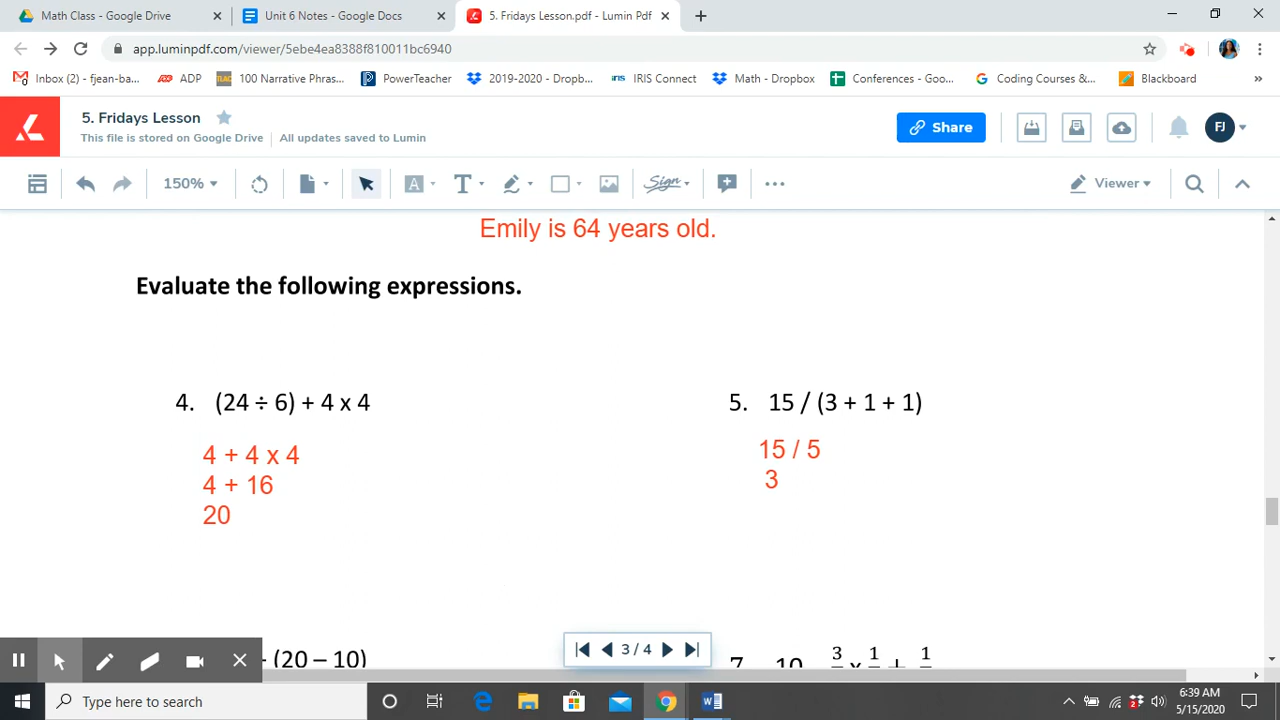 Math Class - Google Drive
Unit 6 Notes - Google Docs
5. Fridays Lesson.pdf - Lumin Pdf
app.luminpdf.com/viewer/5ebe4ea8388f810011bc6940
Inbox (2) - fjean-ba...
ADP
100 Narrative Phras...
PowerTeacher
2019-2020 - Dropb...
iris
IRIS Connect
Math - Dropbox
Conferences - Goo...
Coding Courses &...
Blackboard
»
5. Fridays Lesson
This file is stored on Google Drive
All updates saved to Lumin
Share
FJ
150%
A
T
Sign
Viewer
Emily is 64 years old.
Evaluate the following expressions.
4. (24 ÷ 6) + 4 x 4
4 + 4 x 4
4 + 16
20
5. 15 / (3 + 1 + 1)
15 / 5
3
(20 – 10)
3 / 4
Type here to search
6:39 AM
5/15/2020